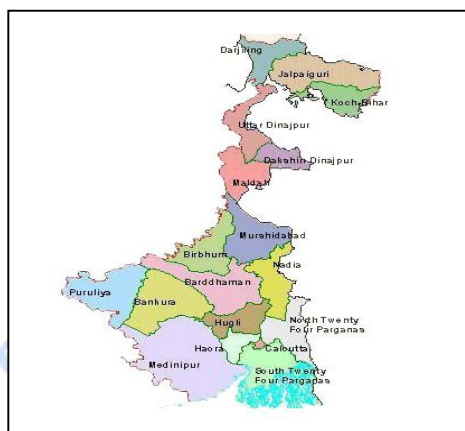 Darjiling
Jalpaiguri
Koch Bihar
Uttar Dinajpur
Dakshin Dinajpur
Maldah
Murshidabad
Birbhum
Nadia
Barddhaman
Puruliya
Bankura
North Twenty
Four Parganas
Hugli
Haora
Calcutta
Medinipur
South Twenty
Four Parganas